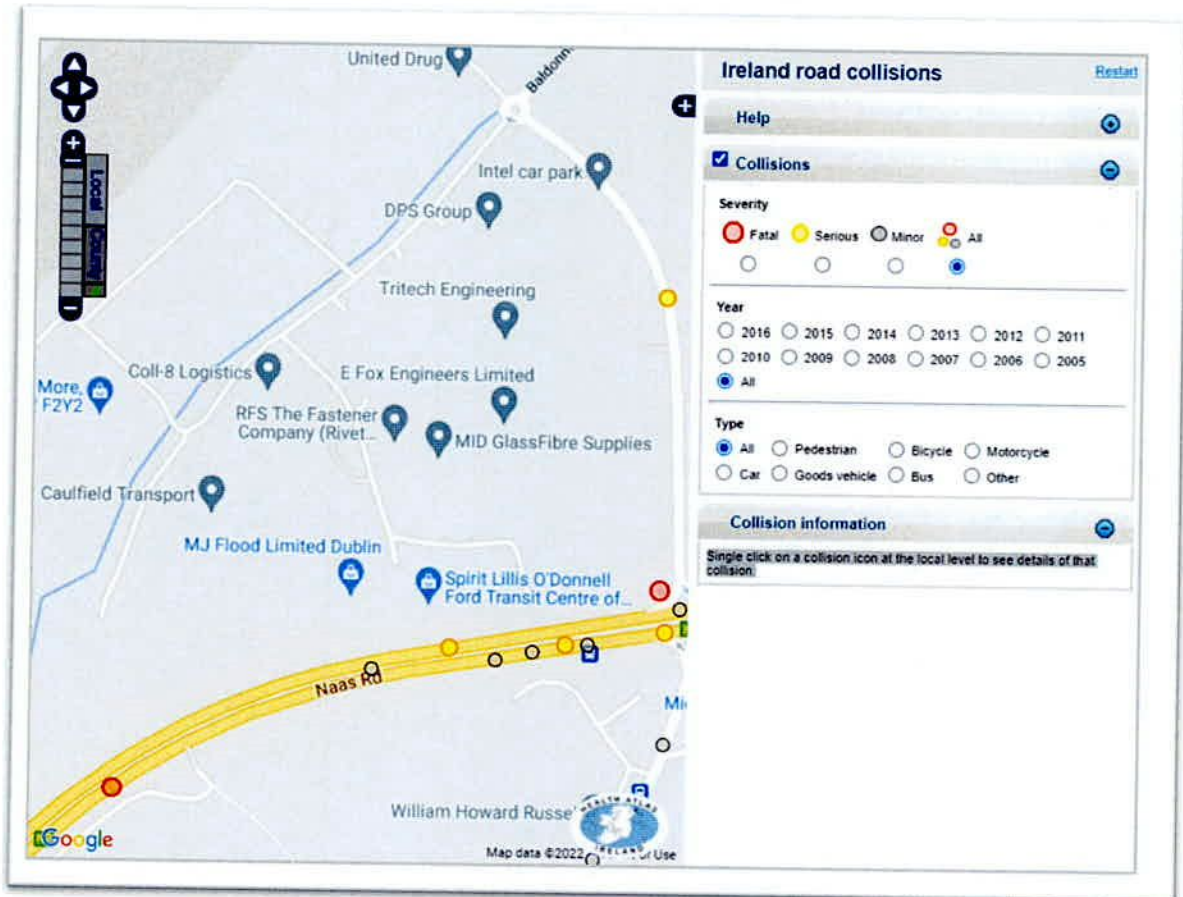 United Drug
Baldonn
Intel car park
DPS Group
Tritech Engineering
Coll-8 Logistics
E Fox Engineers Limited
More,
F2Y2
RFS The Fastener
Company (Rivet...
MID GlassFibre Supplies
Caulfield Transport
MJ Flood Limited Dublin
Spirit Lillis O'Donnell
Ford Transit Centre of...
Naas Rd
William Howard Russe
HEALTH ATLAS
IRELAND
Google
Map data ©2022
Use
Local
County
Ireland road collisions
Restart
Help
Collisions
Severity
Fatal Serious Minor All
Year
2016 2015 2014 2013 2012 2011
2010 2009 2008 2007 2006 2005
All
Type
All Pedestrian Bicycle Motorcycle
Car Goods vehicle Bus Other
Collision information
Single click on a collision icon at the local level to see details of that
collision.